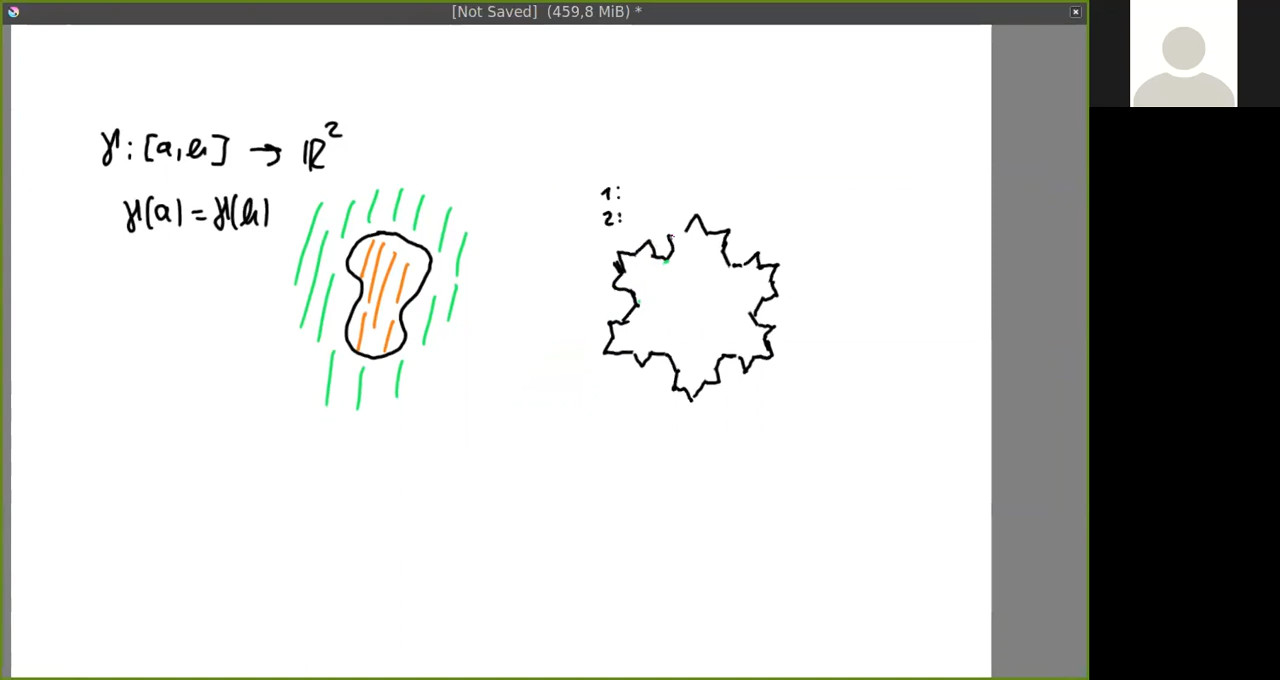 [Not Saved] (459,8 MiB) *
γ: [a,b] → ℝ²
γ(a) = γ(b)
1:
2: